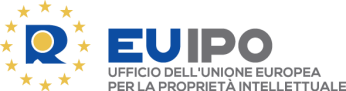 EUIPO
UFFICIO DELL'UNIONE EUROPEA
PER LA PROPRIETÀ INTELLETTUALE